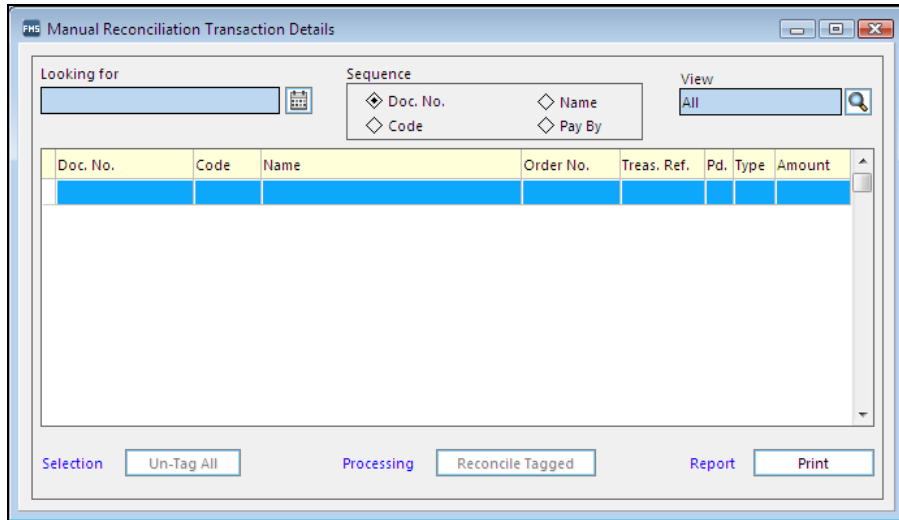 FMS Manual Reconciliation Transaction Details
Looking for
Sequence
View
Doc. No.
Name
All
Code
Pay By
Doc. No. Code Name Order No. Treas. Ref. Pd. Type Amount
Selection Un-Tag All Processing Reconcile Tagged Report Print